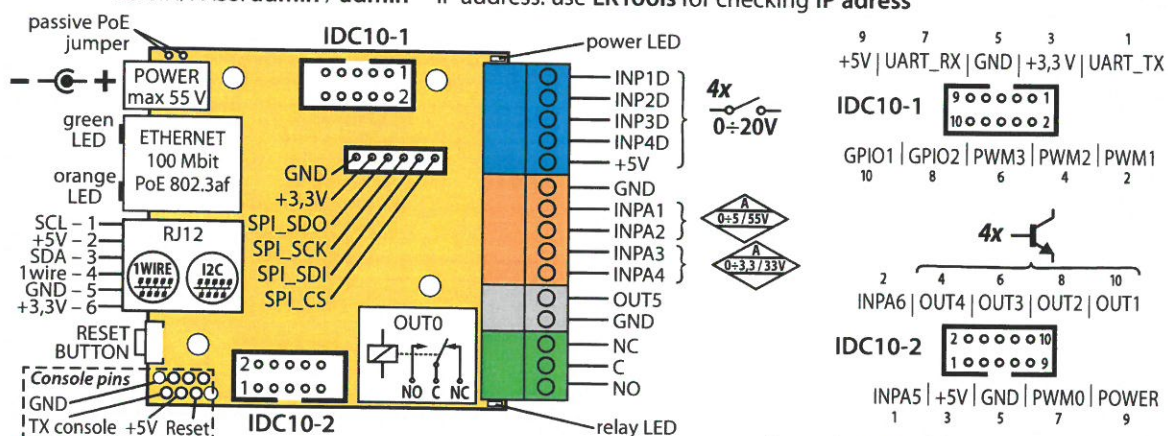 admin / admin IP address: use LKTools for checking IP adress
passive PoE
jumper
IDC10-1
power LED
POWER
max 55 V
1
2
green
LED
ETHERNET
100 Mbit
PoE 802.3af
orange
LED
GND
+3,3V
SPI_SDO
SPI_SCK
SPI_SDI
SPI_CS
SCL – 1
+5V – 2
SDA – 3
1wire – 4
GND – 5
+3,3V – 6
RJ12
1WIRE
I2C
RESET
BUTTON
Console pins
GND
TX console +5V Reset
2
1
IDC10-2
OUT0
NO C NC
relay LED
INP1D
INP2D
INP3D
INP4D
+5V
GND
INPA1
INPA2
INPA3
INPA4
OUT5
GND
NC
C
NO
4x
0÷20V
A
0÷5 / 55V
A
0÷3,3 / 33V
9 7 5 3 1
+5V | UART_RX | GND | +3,3 V | UART_TX
IDC10-1
9 1
10 2
GPIO1 | GPIO2 | PWM3 | PWM2 | PWM1
10 8 6 4 2
4x
2 4 6 8 10
INPA6 | OUT4 | OUT3 | OUT2 | OUT1
IDC10-2
2 10
1 9
INPA5 | +5V | GND | PWM0 | POWER
1 3 5 7 9